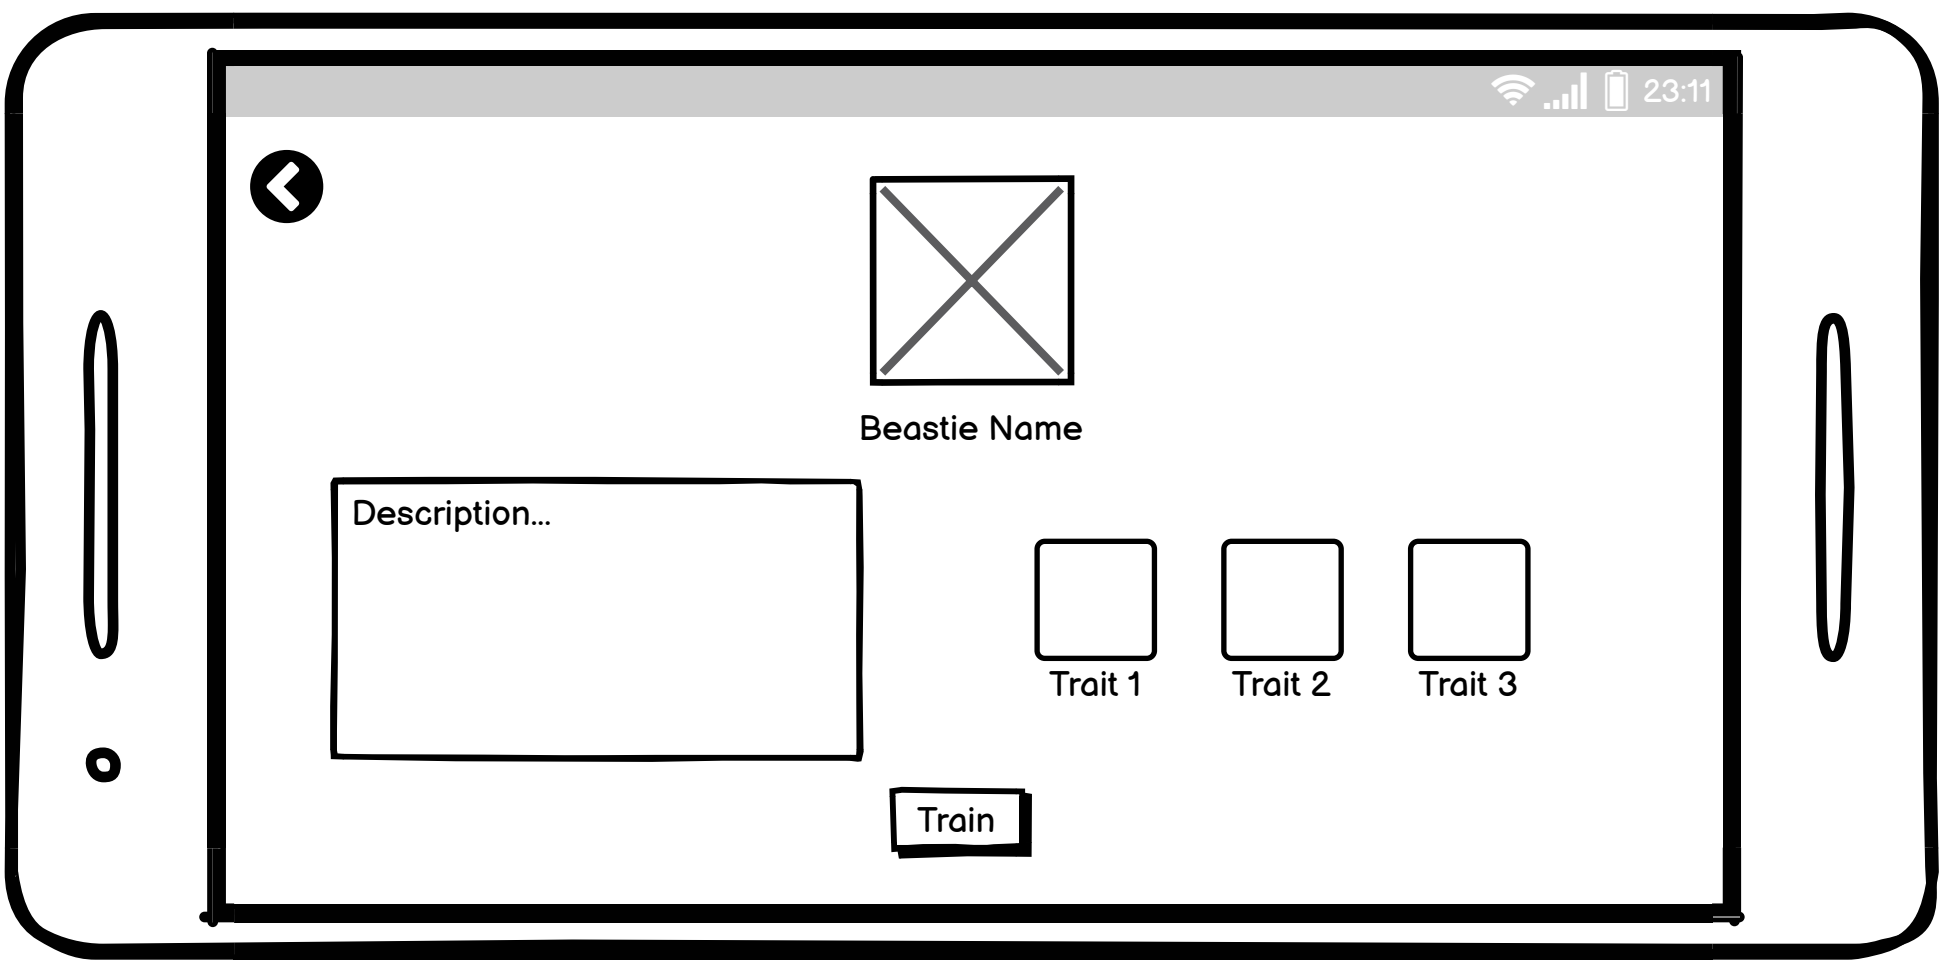 23:11
Beastie Name
Description...
Trait 1
Trait 2
Trait 3
Train